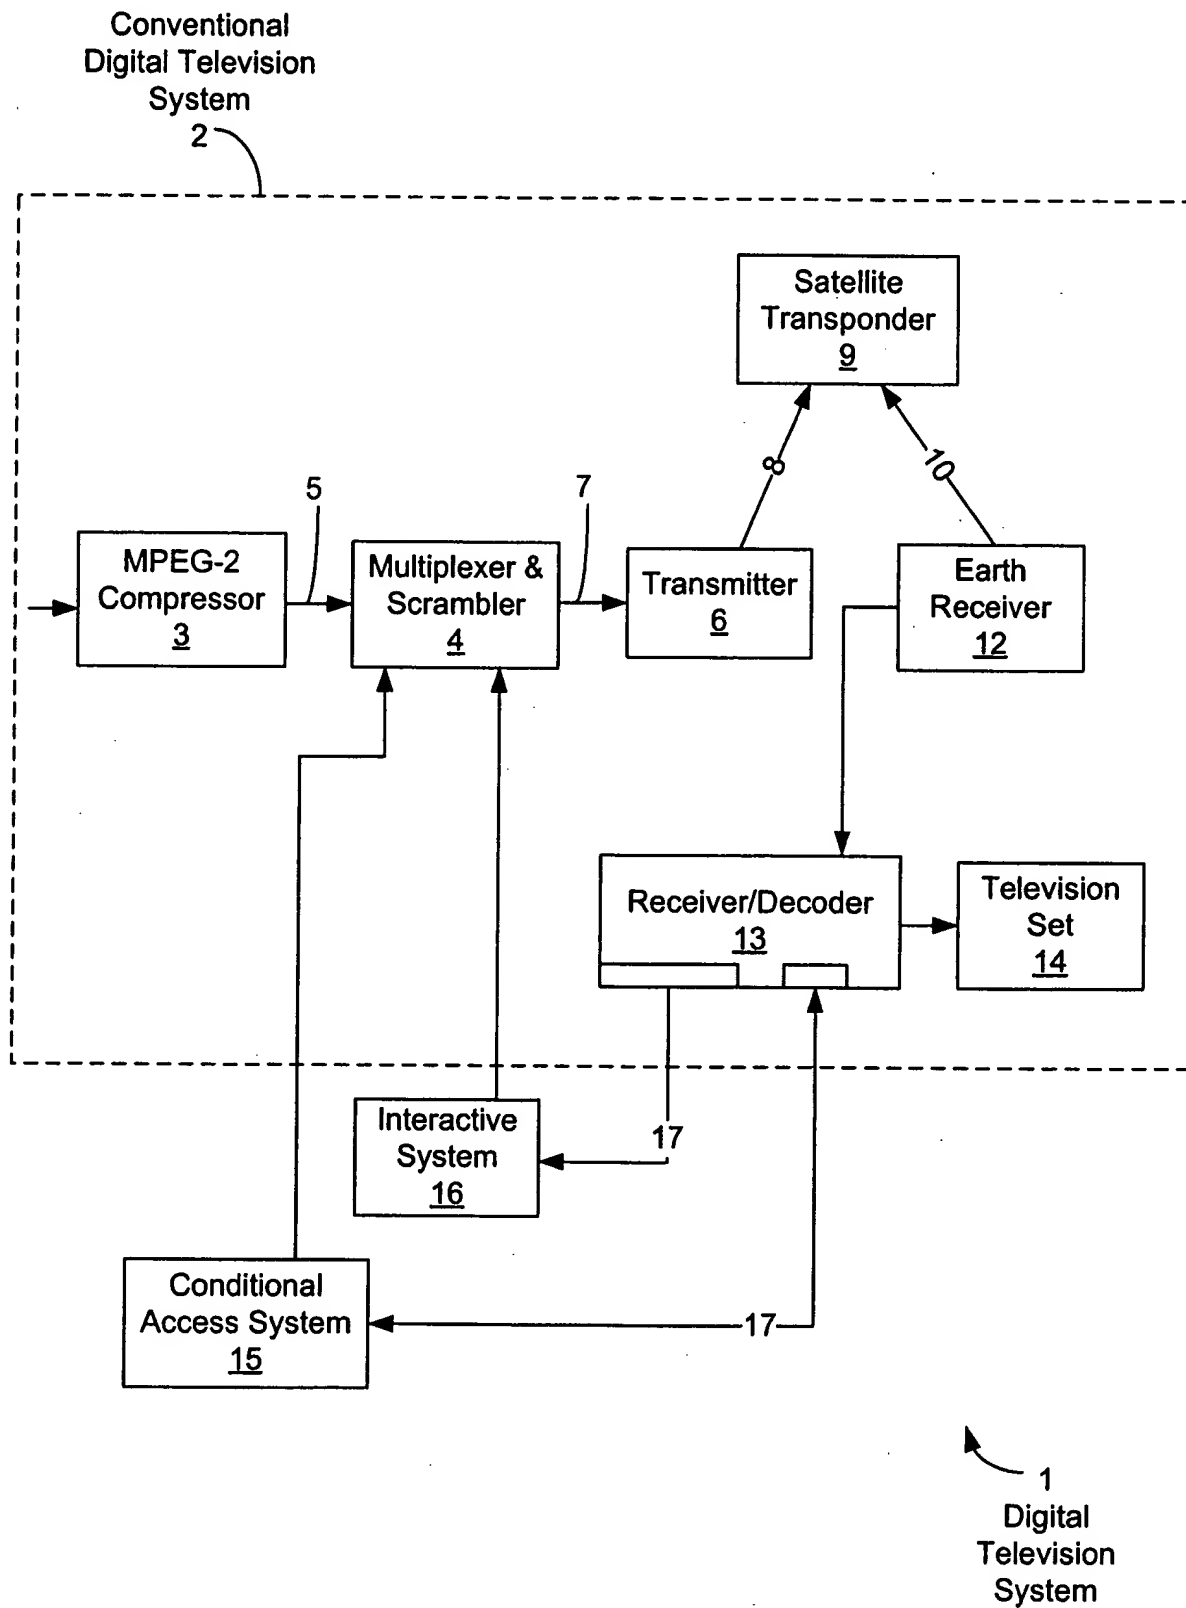 Conventional
Digital Television
System
2
Satellite
Transponder
9
8
10
5
7
MPEG-2
Compressor
3
Multiplexer &
Scrambler
4
Transmitter
6
Earth
Receiver
12
Receiver/Decoder
13
Television
Set
14
Interactive
System
16
17
Conditional
Access System
15
17
1
Digital
Television
System